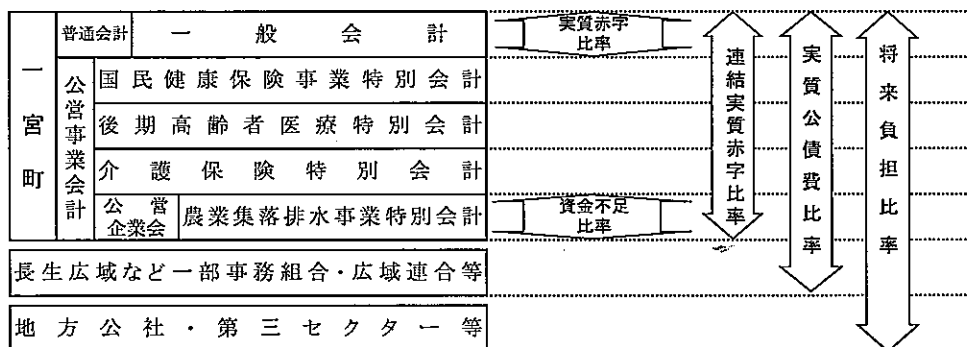 一宮町
普通会計
一般会計
公営事業会計
国民健康保険事業特別会計
後期高齢者医療特別会計
介護保険特別会計
公営
企業会
農業集落排水事業特別会計
長生広域など一部事務組合・広域連合等
地方公社・第三セクター等
実質赤字
比率
資金不足
比率
連結実質赤字比率
実質公債費比率
将来負担比率